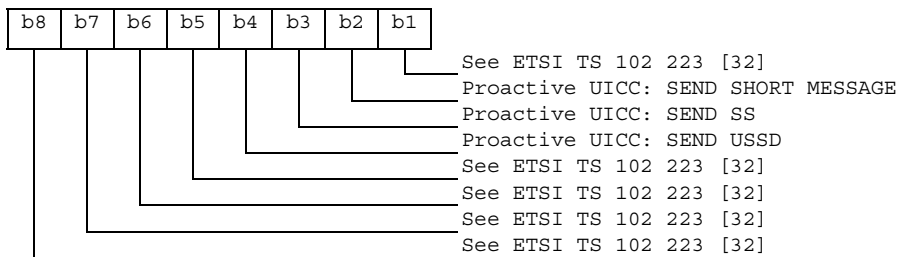 b8 b7 b6 b5 b4 b3 b2 b1
See ETSI TS 102 223 [32]
Proactive UICC: SEND SHORT MESSAGE
Proactive UICC: SEND SS
Proactive UICC: SEND USSD
See ETSI TS 102 223 [32]
See ETSI TS 102 223 [32]
See ETSI TS 102 223 [32]
See ETSI TS 102 223 [32]